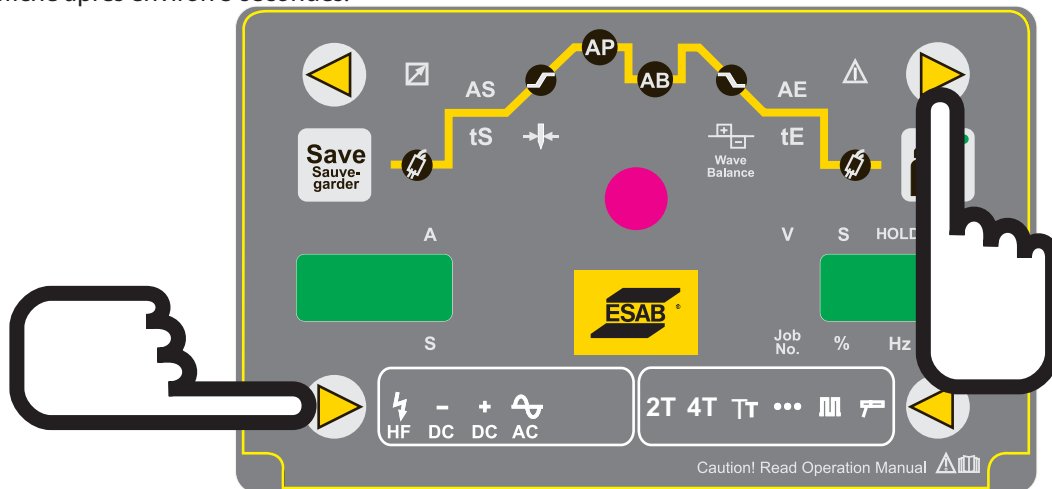 AP
AS
AB
AE
tS
tE
Save
Sauve-
garder
Wave
Balance
A
V S HOLD
ESAB
S
Job
No.
% Hz
HF
DC
DC
AC
2T 4T
Caution! Read Operation Manual